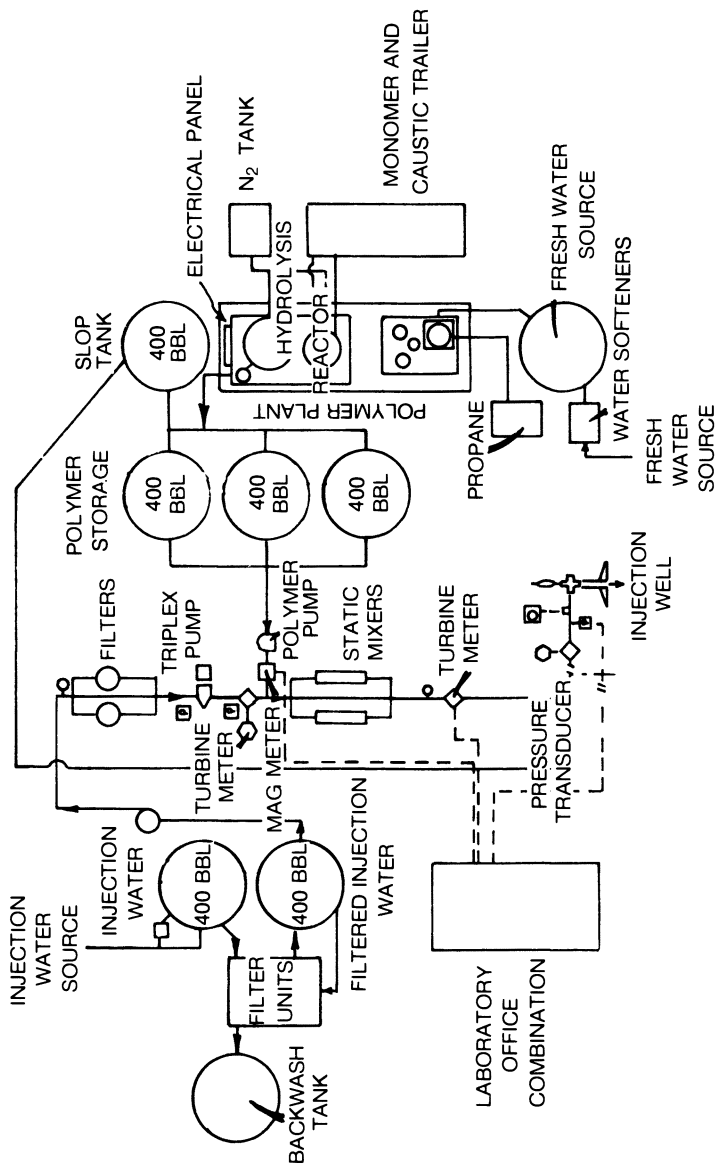 INJECTION
WATER
SOURCE
INJECTION
WATER
400 BBL
400 BBL
FILTERED INJECTION
WATER
FILTER
UNITS
BACKWASH
TANK
FILTERS
TRIPLEX
PUMP
P
P
TURBINE
METER
MAG METER
POLYMER
PUMP
STATIC
MIXERS
TURBINE
METER
PRESSURE
TRANSDUCER
P
INJECTION
WELL
LABORATORY
OFFICE
COMBINATION
SLOP
TANK
400
BBL
POLYMER
STORAGE
400
BBL
400
BBL
400
BBL
ELECTRICAL PANEL
N2 TANK
HYDROLYSIS
REACTOR
POLYMER PLANT
MONOMER AND
CAUSTIC TRAILER
PROPANE
FRESH WATER
SOURCE
WATER SOFTENERS
FRESH
WATER
SOURCE